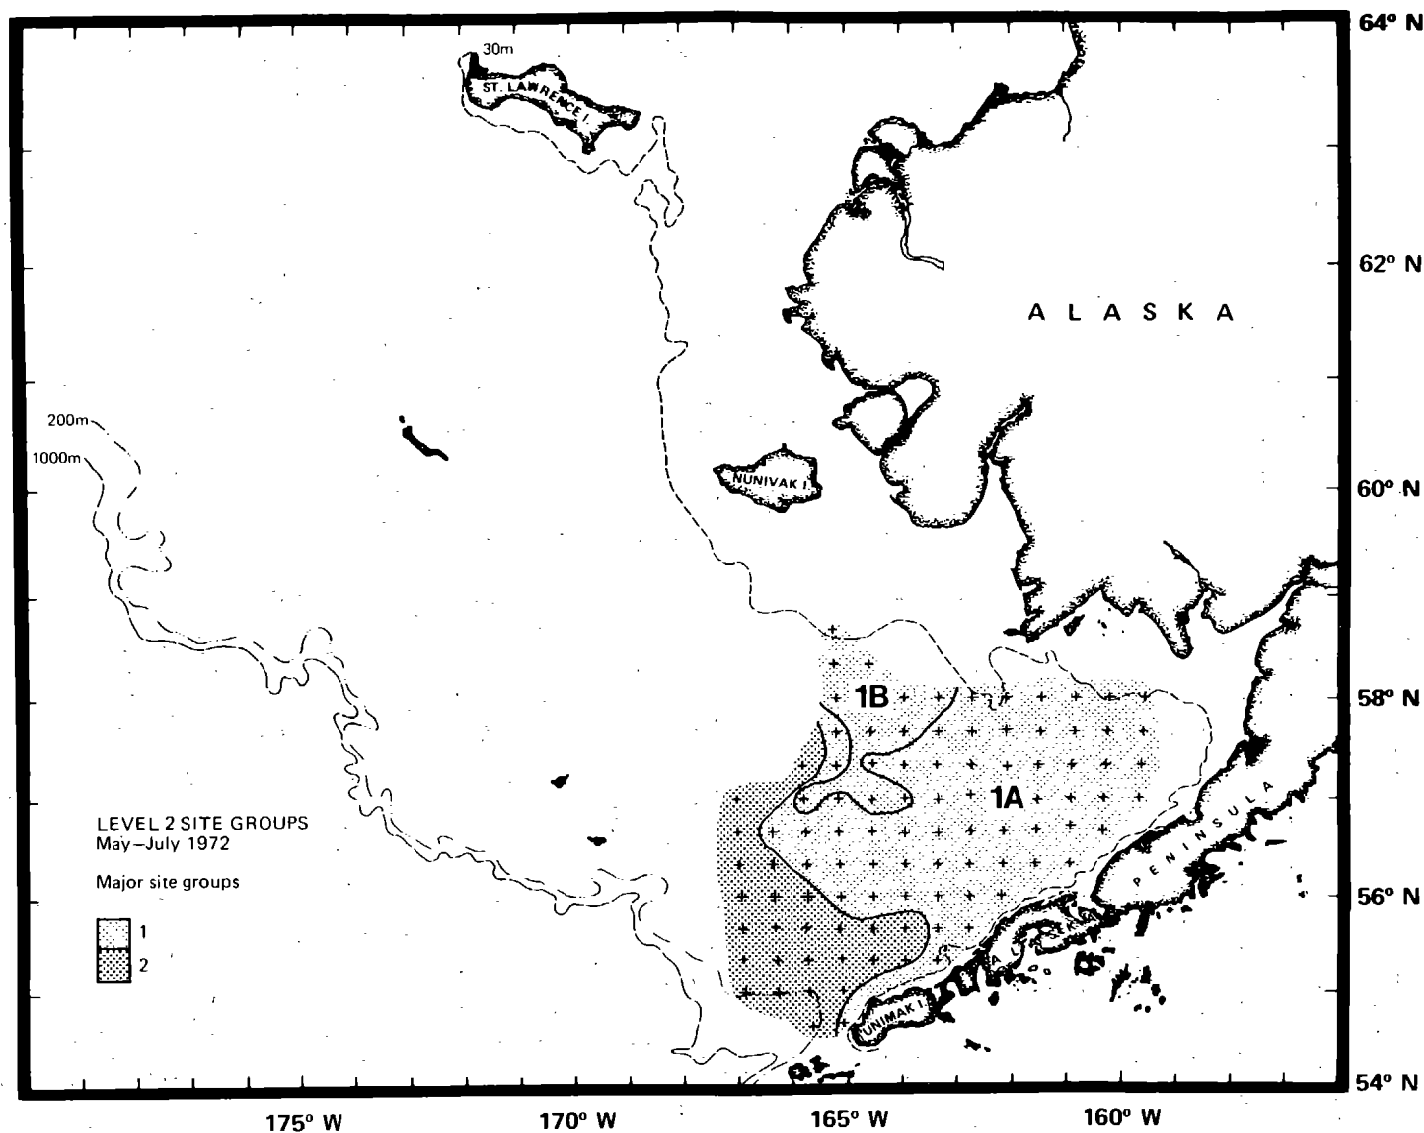 64° N
30m
ST. LAWRENCE I.
62° N
ALASKA
200m
1000m
NUNIVAK I.
60° N
1B
58° N
1A
LEVEL 2 SITE GROUPS
May–July 1972
Major site groups
1
2
PENINSULA
56° N
UNIMAK I.
54° N
175° W
170° W
165° W
160° W